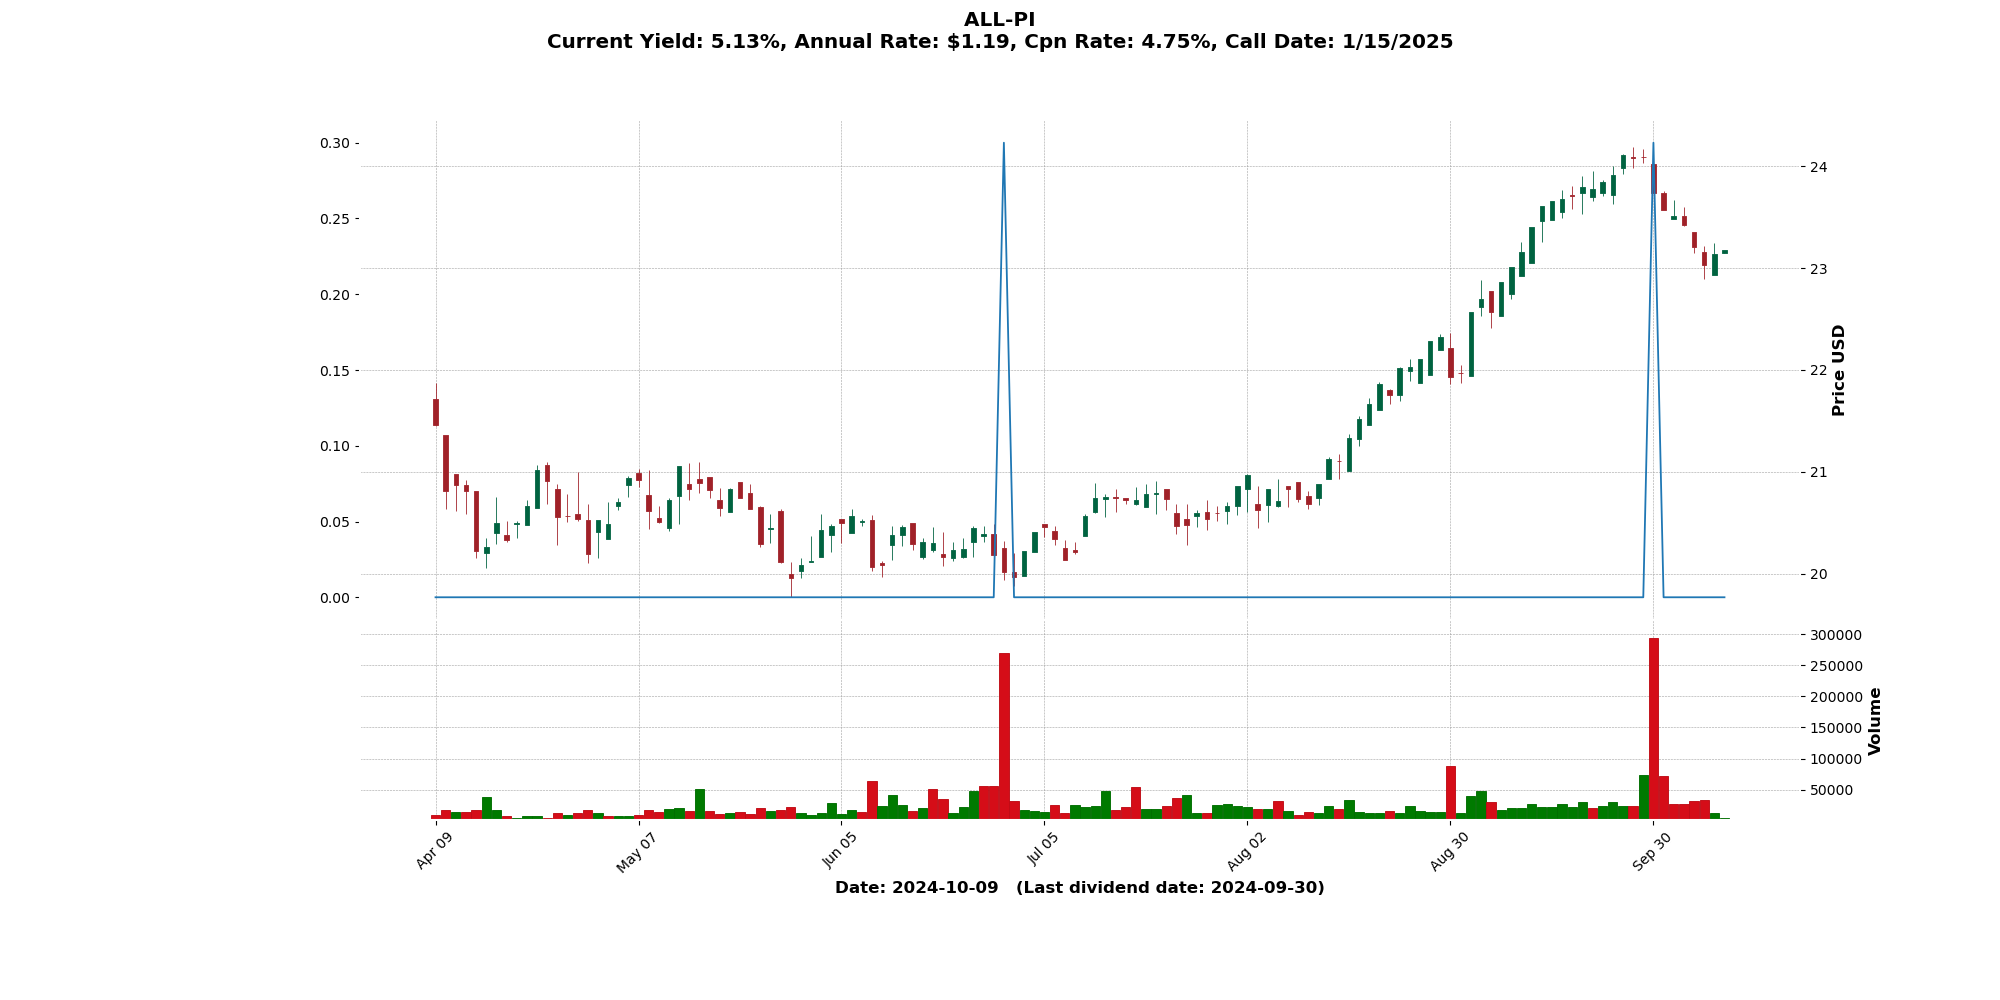 ALL-PI
Current Yield: 5.13%, Annual Rate: $1.19, Cpn Rate: 4.75%, Call Date: 1/15/2025
0.30
0.25
0.20
0.15
0.10
0.05
0.00
24
23
22
21
20
Price USD
300000
250000
200000
150000
100000
50000
Volume
Apr 09
May 07
Jun 05
Jul 05
Aug 02
Aug 30
Sep 30
Date: 2024-10-09   (Last dividend date: 2024-09-30)